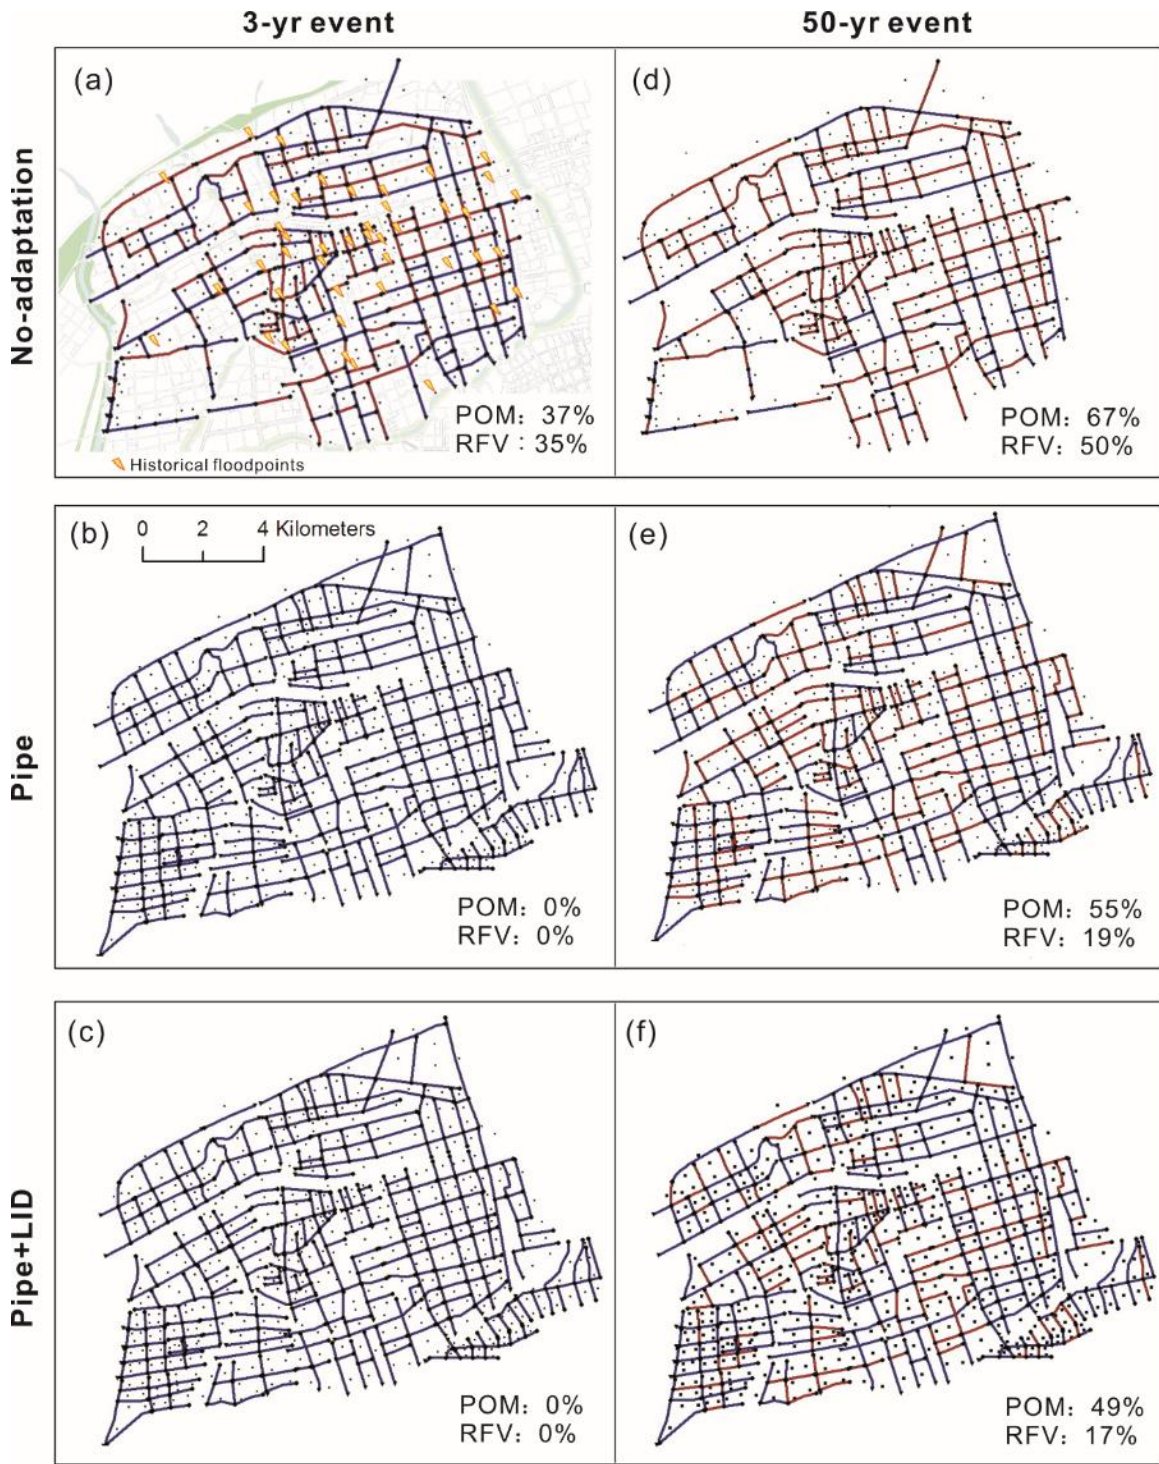 3-yr event
50-yr event
No-adaptation
(a)
POM: 37%
RFV : 35%
Historical floodpoints
(d)
POM: 67%
RFV: 50%
Pipe
(b)
0 2 4 Kilometers
POM: 0%
RFV: 0%
(e)
POM: 55%
RFV: 19%
Pipe+LID
(c)
POM: 0%
RFV: 0%
(f)
POM: 49%
RFV: 17%